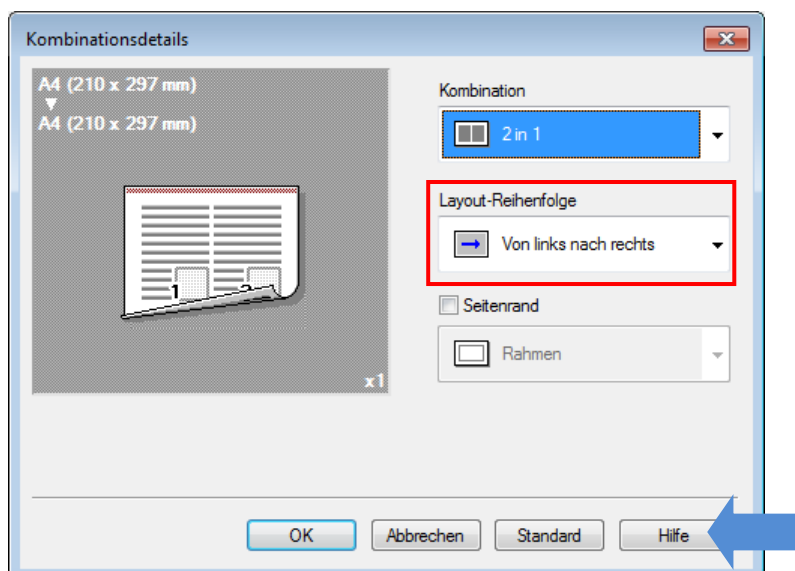 Kombinationsdetails
A4 (210 x 297 mm)
A4 (210 x 297 mm)
1 2
x1
Kombination
2 in 1
Layout-Reihenfolge
Von links nach rechts
Seitenrand
Rahmen
OK Abbrechen Standard Hilfe